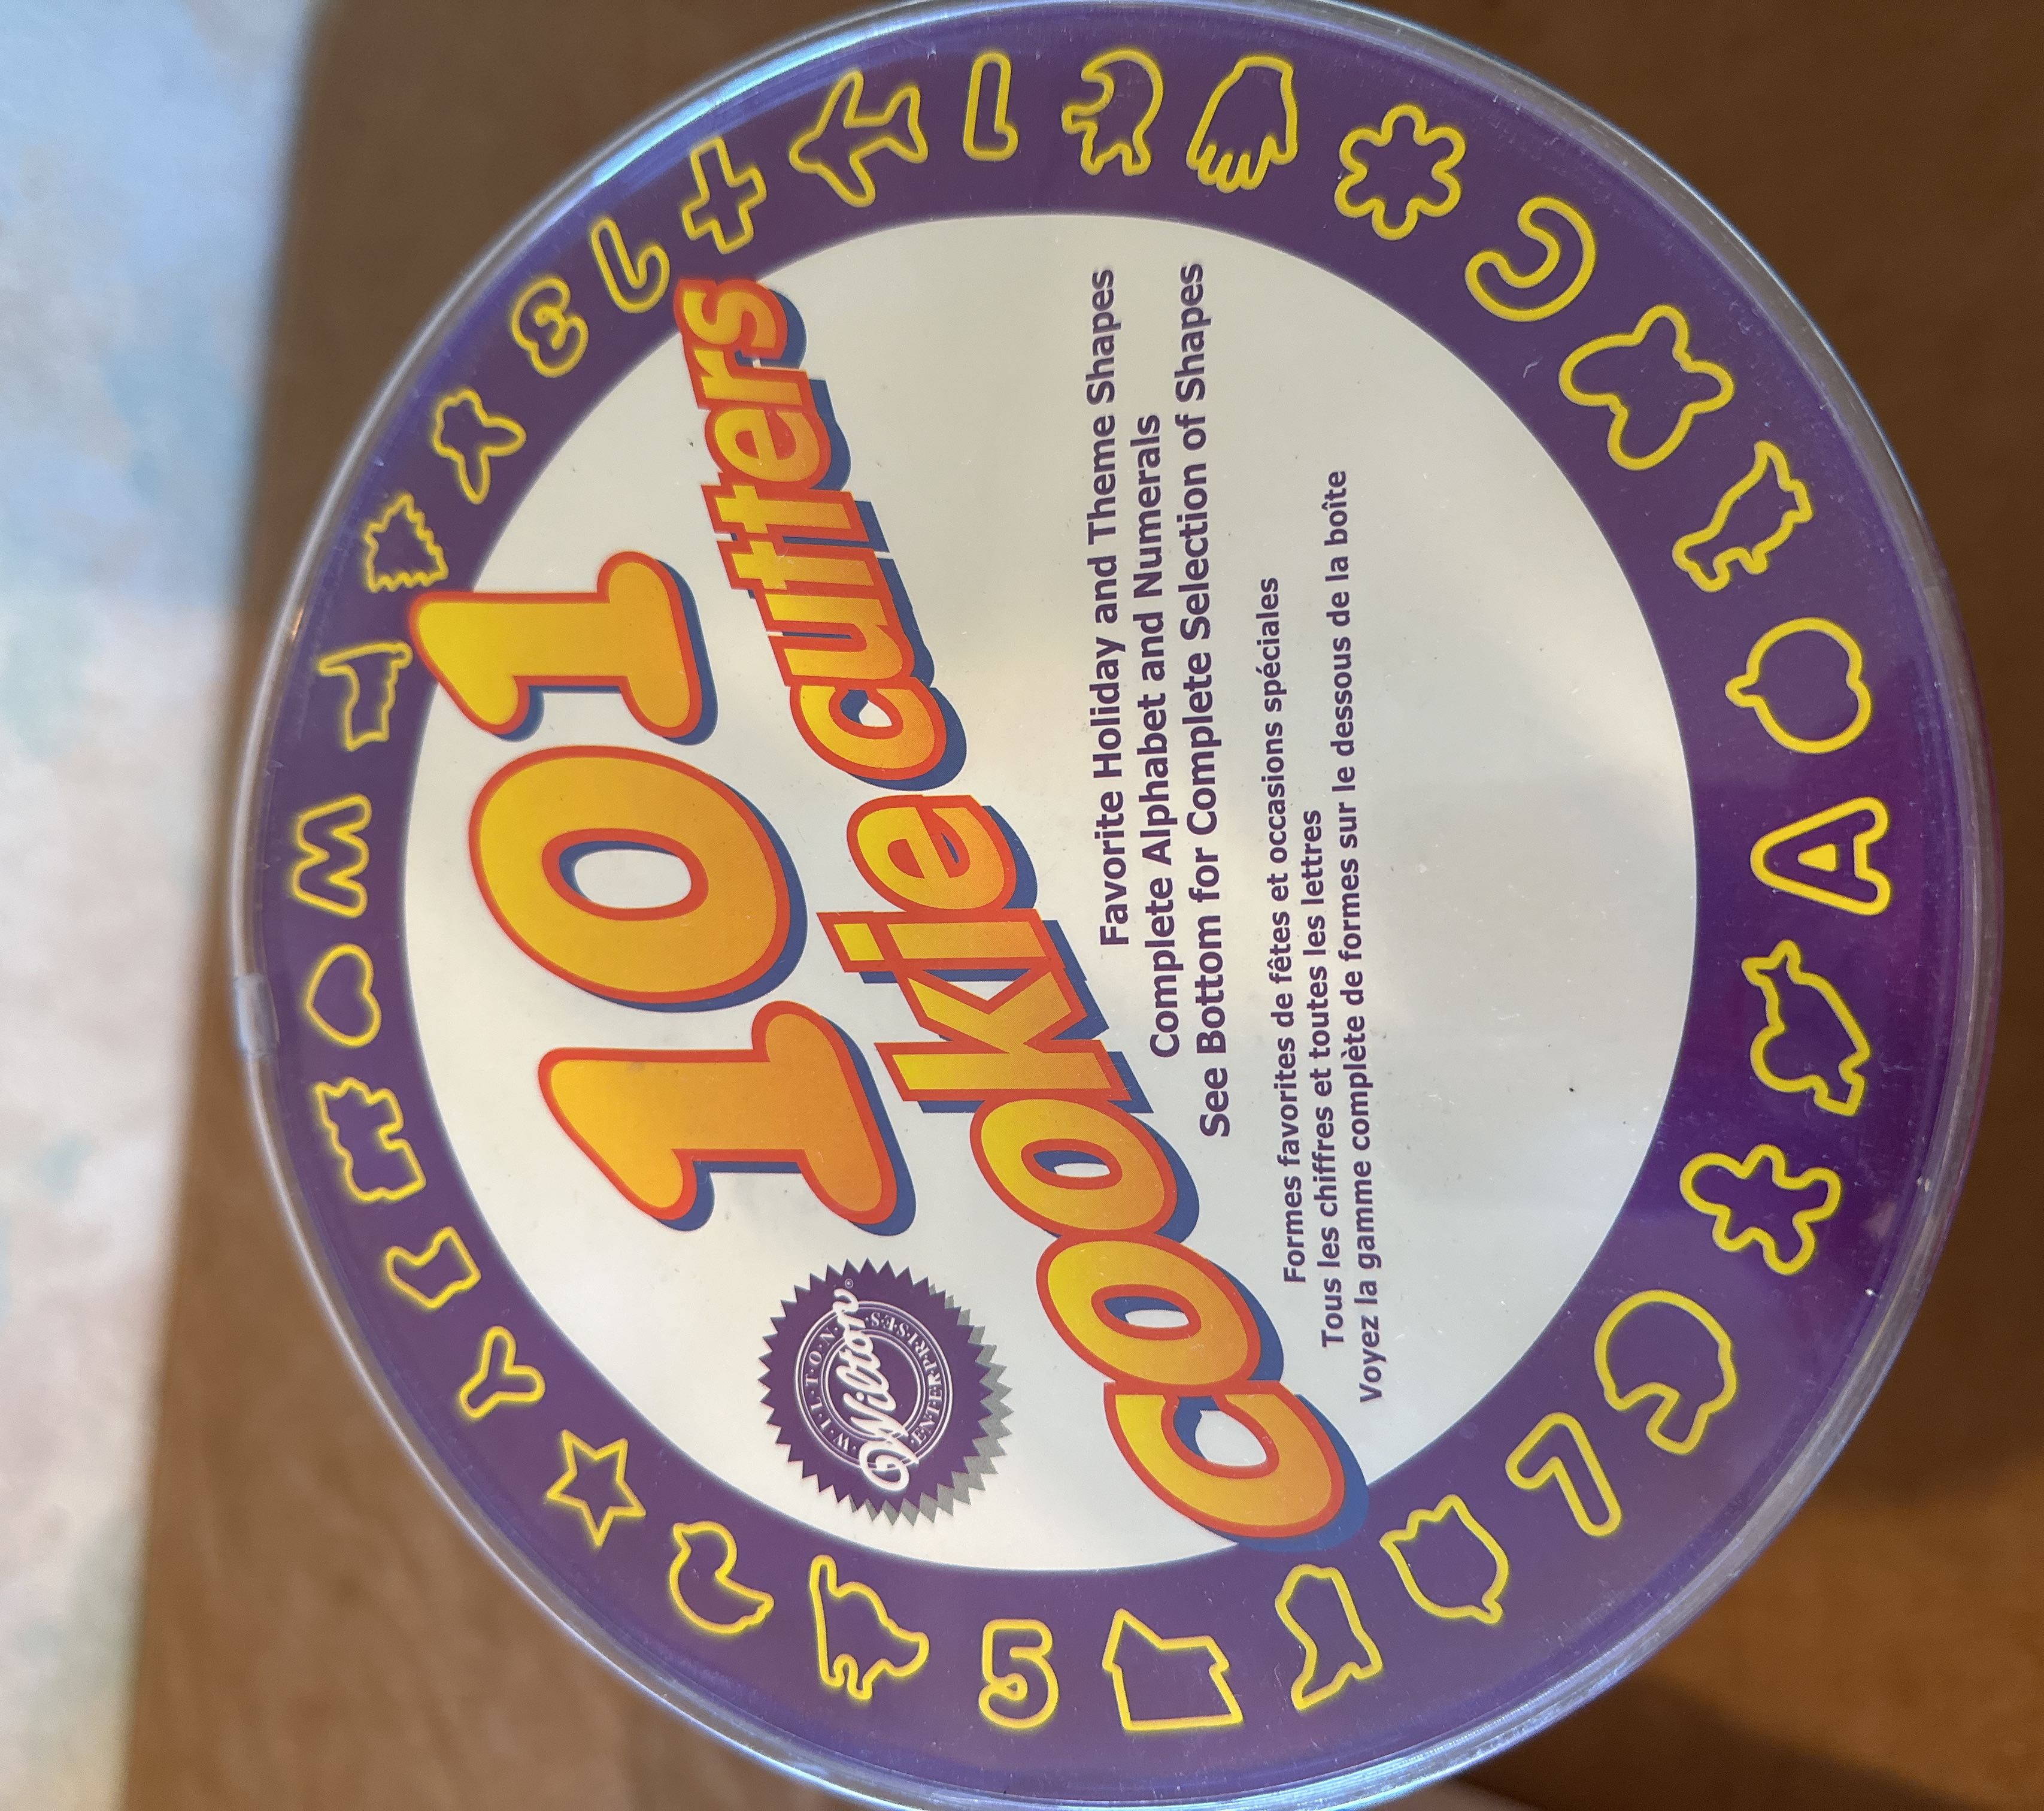 101
cookie cutters
W·I·L·T·O·N
Wilton®
·E·N·T·E·R·P·R·I·S·E·S·
Favorite Holiday and Theme Shapes
Complete Alphabet and Numerals
See Bottom for Complete Selection of Shapes
Formes favorites de fêtes et occasions spéciales
Tous les chiffres et toutes les lettres
Voyez la gamme complète de formes sur le dessous de la boîte